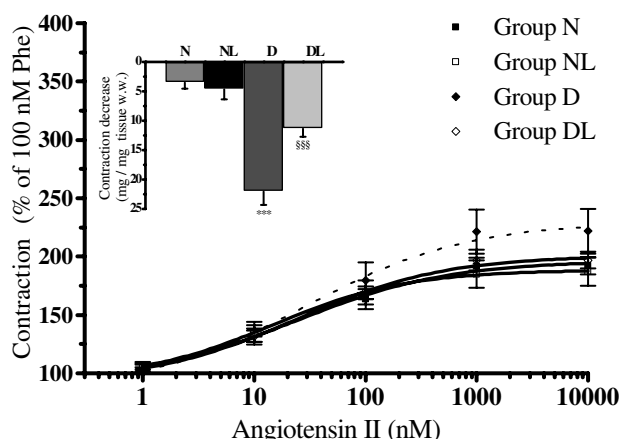 400
350
300
250
200
150
100
Contraction (% of 100 nM Phe)
N NL D DL
0
5
10
15
20
25
Contraction decrease
(mg / mg tissue w.w.)
***
§§§
Group N
Group NL
Group D
Group DL
1 10 100 1000 10000
Angiotensin II (nM)